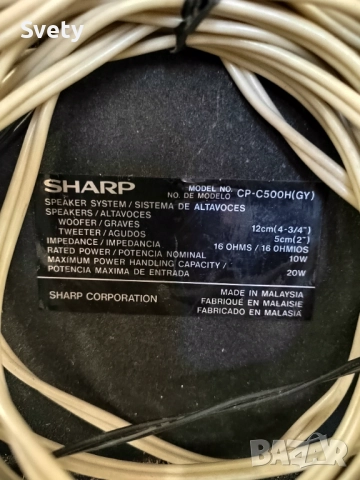 Svety
SHARP MODEL NO. CP-C500H(GY)
NO. DE MODELO
SPEAKER SYSTEM / SISTEMA DE ALTAVOCES
SPEAKERS / ALTAVOCES
WOOFER / GRAVES 12cm(4-3/4")
TWEETER / AGUDOS 5cm(2")
IMPEDANCE / IMPEDANCIA 16 OHMS / 16 OHMIOS
RATED POWER / POTENCIA NOMINAL 10W
MAXIMUM POWER HANDLING CAPACITY /
POTENCIA MAXIMA DE ENTRADA 20W
SHARP CORPORATION MADE IN MALAYSIA
FABRIQUÉ EN MALAISIE
FABRICADO EN MALASIA
BAZAR